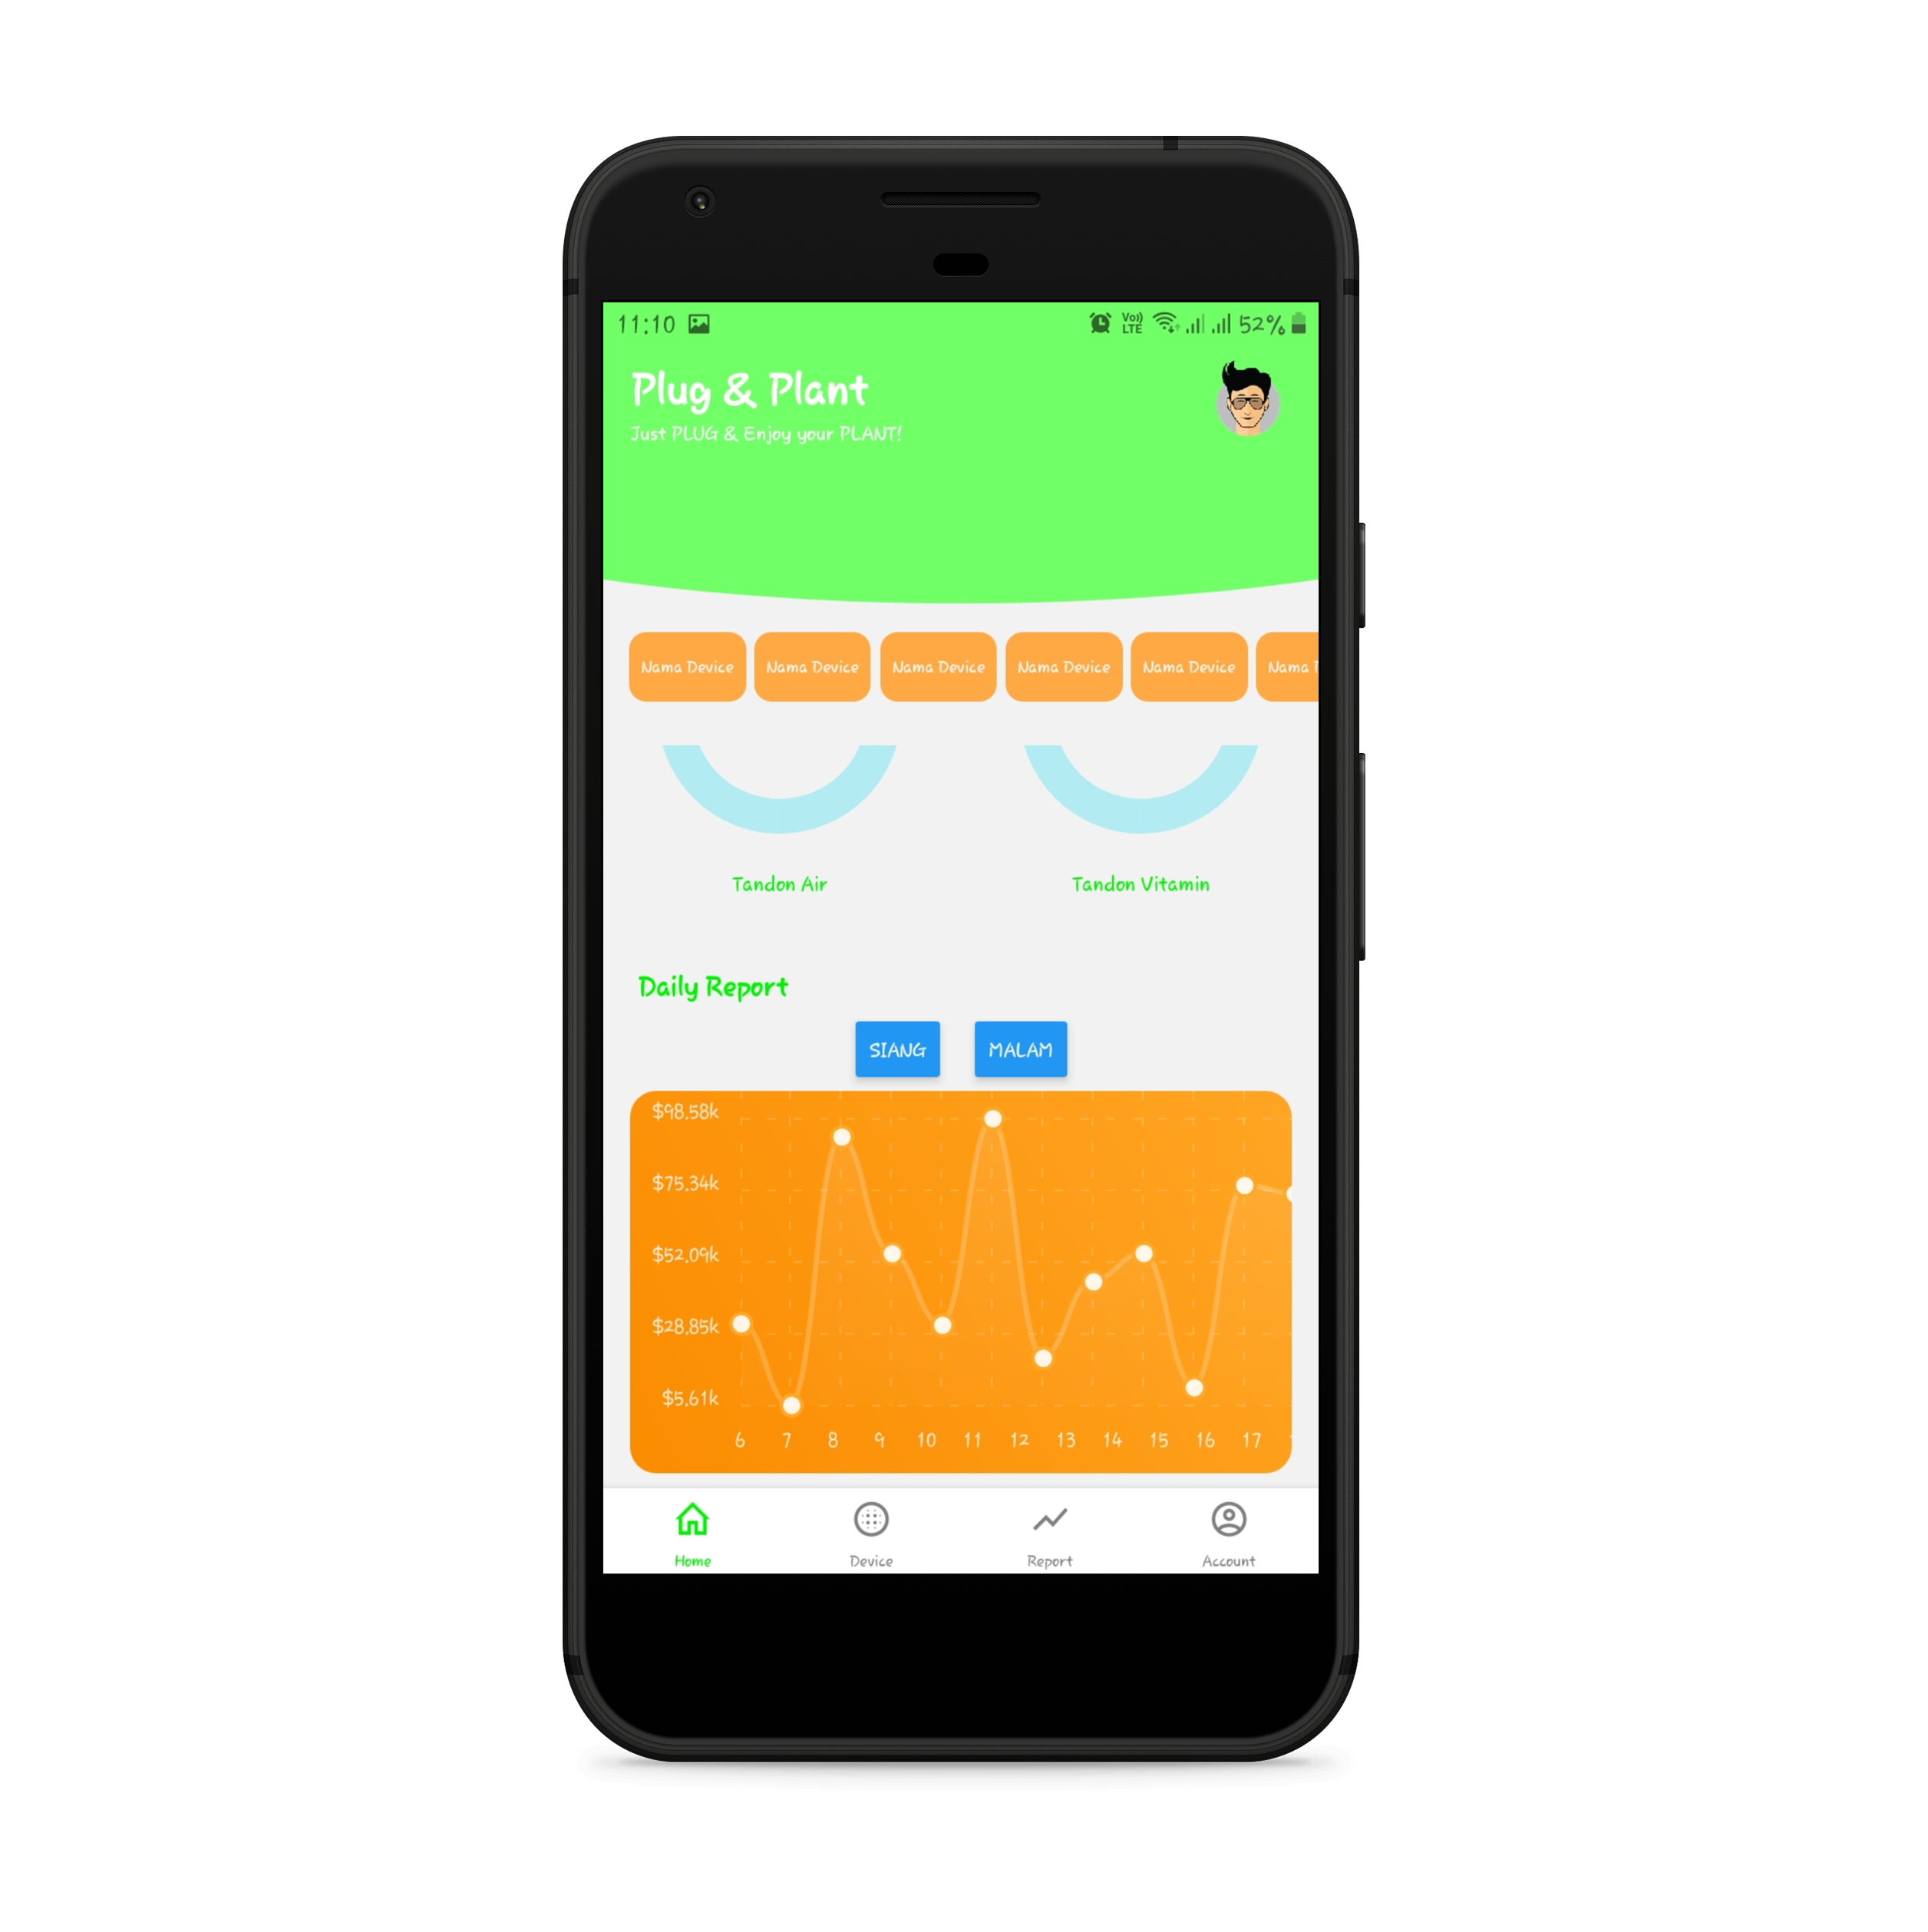 11:10 Vo)) LTE 52%
Plug & Plant
Just PLUG & Enjoy your PLANT!
Nama Device Nama Device Nama Device Nama Device Nama Device Nama
Tandon Air Tandon Vitamin
Daily Report
SIANG MALAM
$98.58k
$75.34k
$52.09k
$28.85k
$5.61k
6 7 8 9 10 11 12 13 14 15 16 17
Home Device Report Account